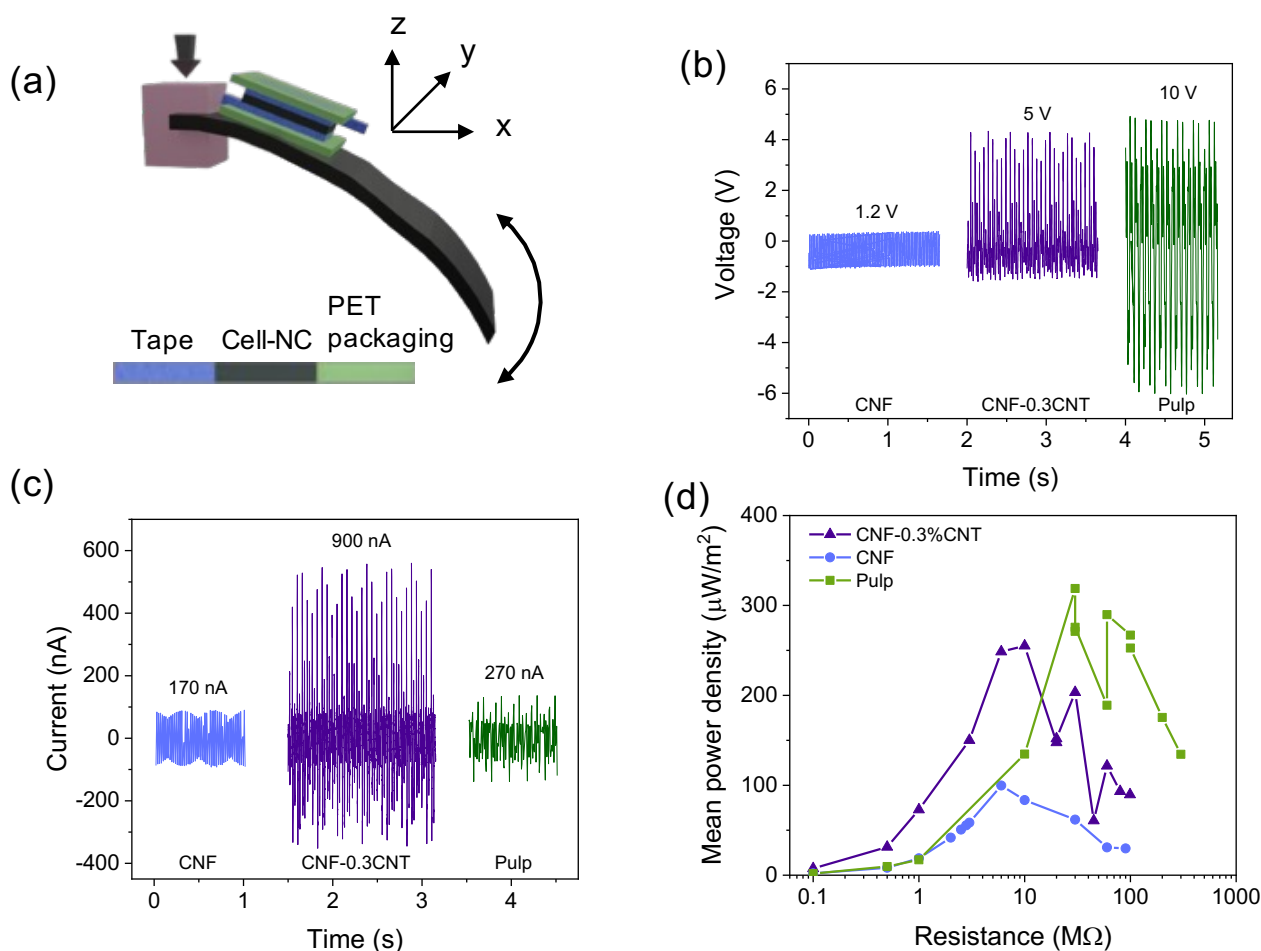 (a)
z
y
x
Tape
Cell-NC
PET
packaging
(b)
Voltage (V)
6
4
2
0
-2
-4
-6
1.2 V
5 V
10 V
CNF
CNF-0.3CNT
Pulp
0
1
2
3
4
5
Time (s)
(c)
Current (nA)
600
400
200
0
-200
-400
170 nA
900 nA
270 nA
CNF
CNF-0.3CNT
Pulp
0
1
2
3
4
Time (s)
(d)
Mean power density (µW/m²)
400
300
200
100
0
CNF-0.3%CNT
CNF
Pulp
0.1
1
10
100
1000
Resistance (MΩ)